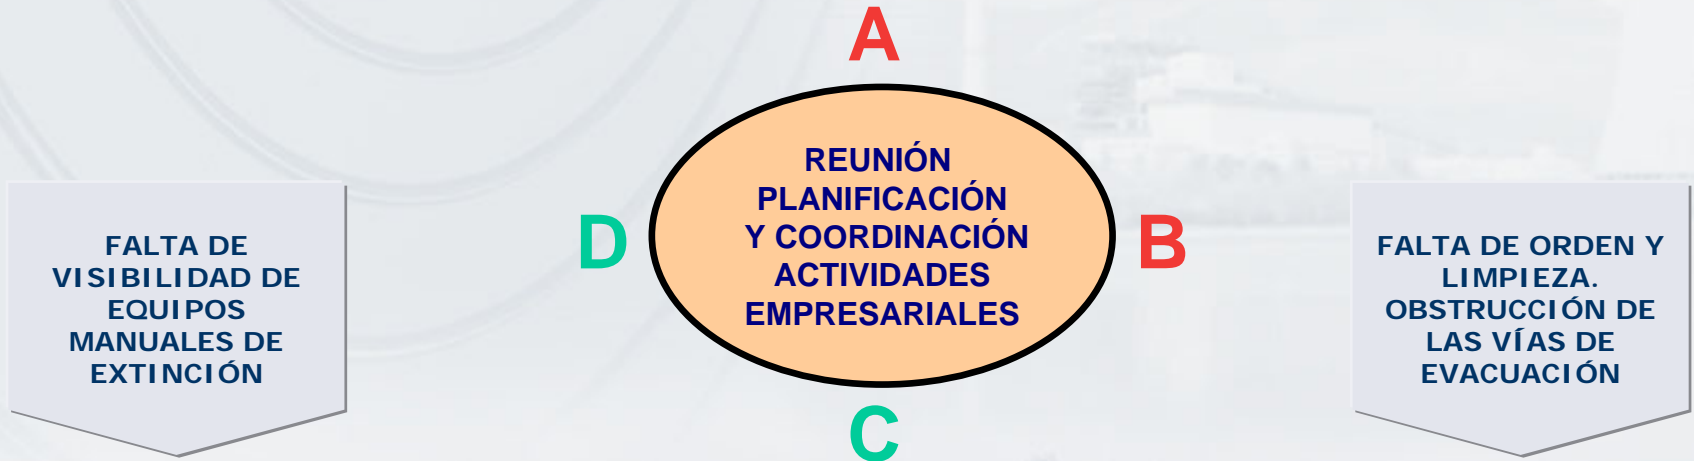 A
REUNIÓN
PLANIFICACIÓN
Y COORDINACIÓN
ACTIVIDADES
EMPRESARIALES
D
B
C
FALTA DE
VISIBILIDAD DE
EQUIPOS
MANUALES DE
EXTINCIÓN
FALTA DE ORDEN Y
LIMPIEZA.
OBSTRUCCIÓN DE
LAS VÍAS DE
EVACUACIÓN